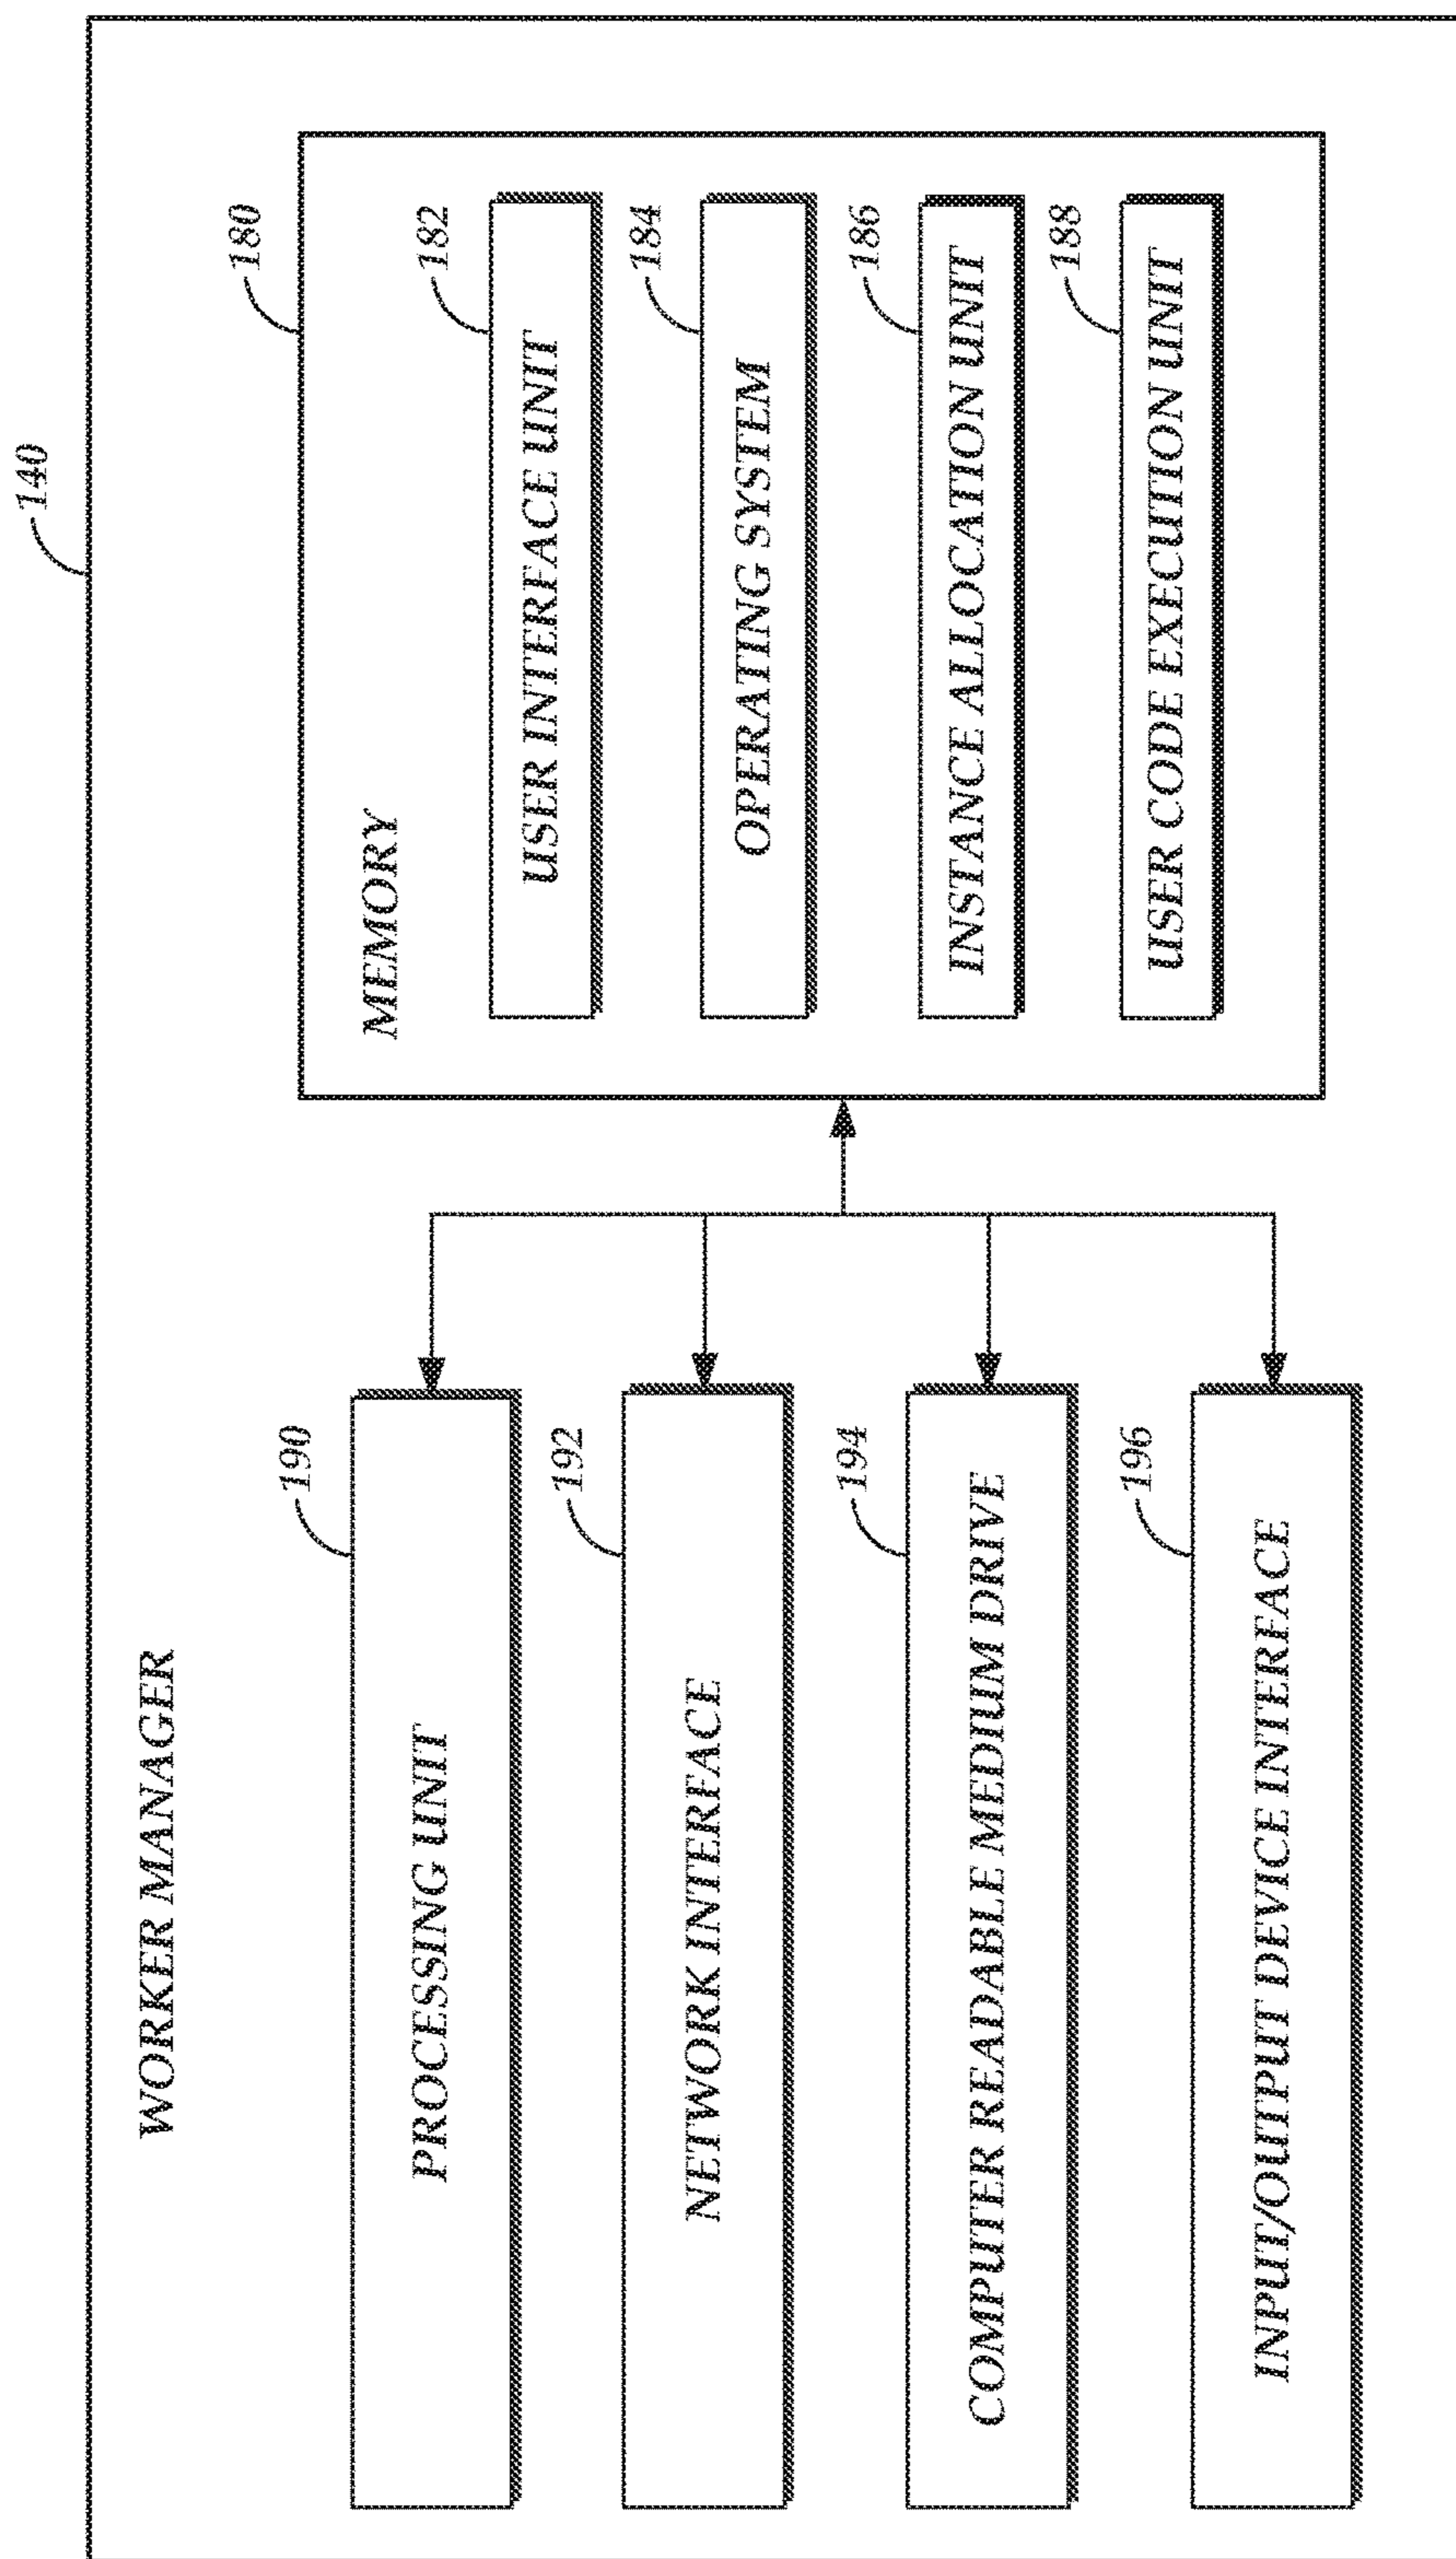 140
WORKER MANAGER
180
MEMORY
190
PROCESSING UNIT
182
USER INTERFACE UNIT
192
NETWORK INTERFACE
184
OPERATING SYSTEM
194
COMPUTER READABLE MEDIUM DRIVE
186
INSTANCE ALLOCATION UNIT
196
INPUT/OUTPUT DEVICE INTERFACE
188
USER CODE EXECUTION UNIT